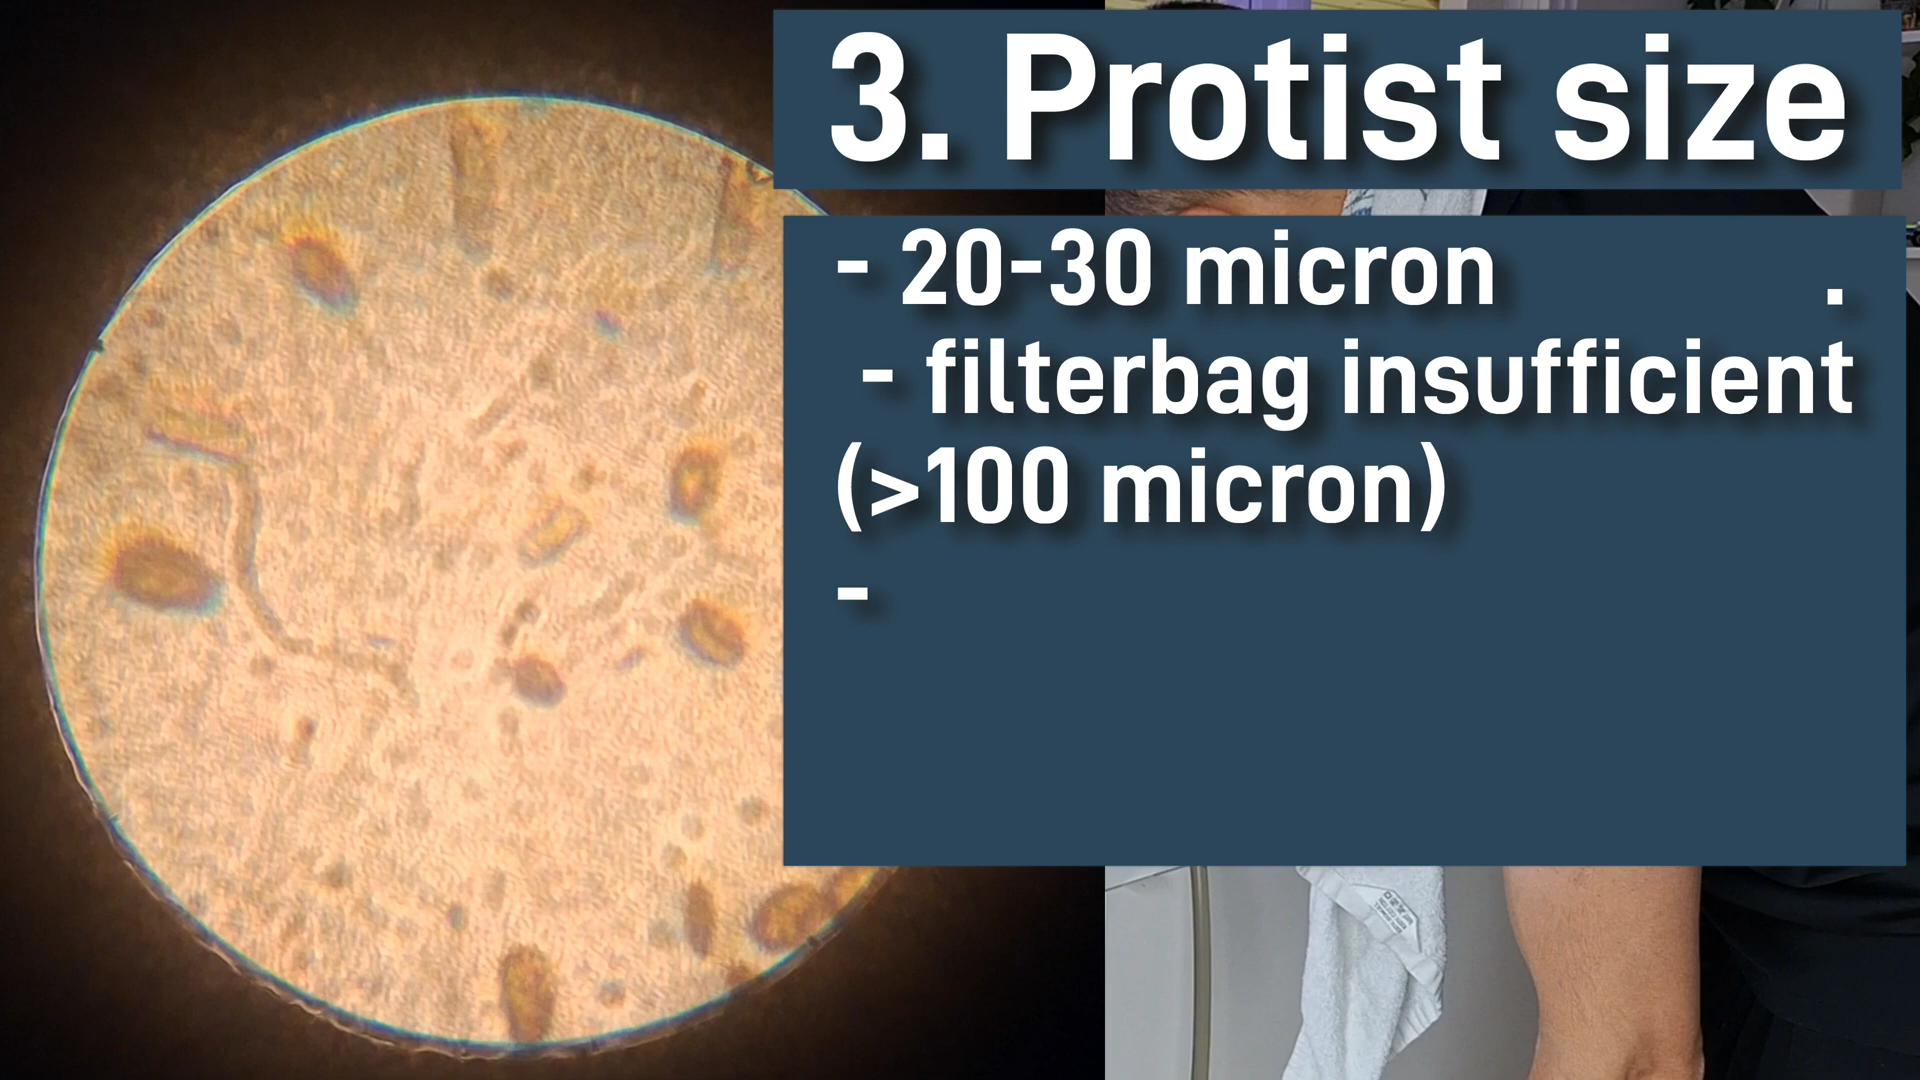 3. Protist size
- 20-30 micron .
- filterbag insufficient
(>100 micron)
-